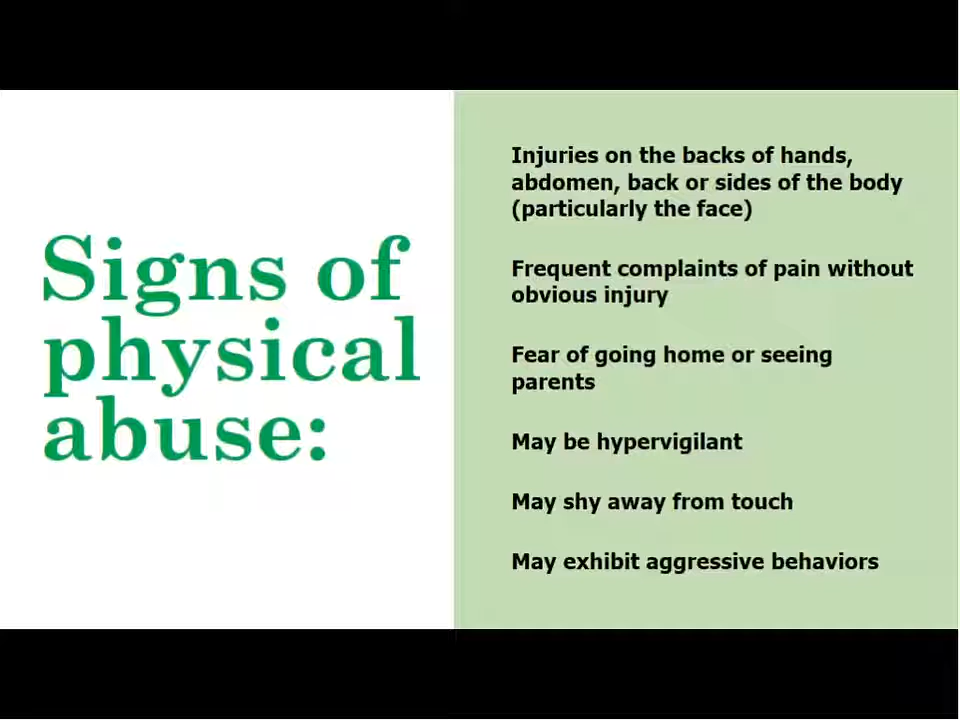 Signs of
physical
abuse:
Injuries on the backs of hands,
abdomen, back or sides of the body
(particularly the face)
Frequent complaints of pain without
obvious injury
Fear of going home or seeing
parents
May be hypervigilant
May shy away from touch
May exhibit aggressive behaviors